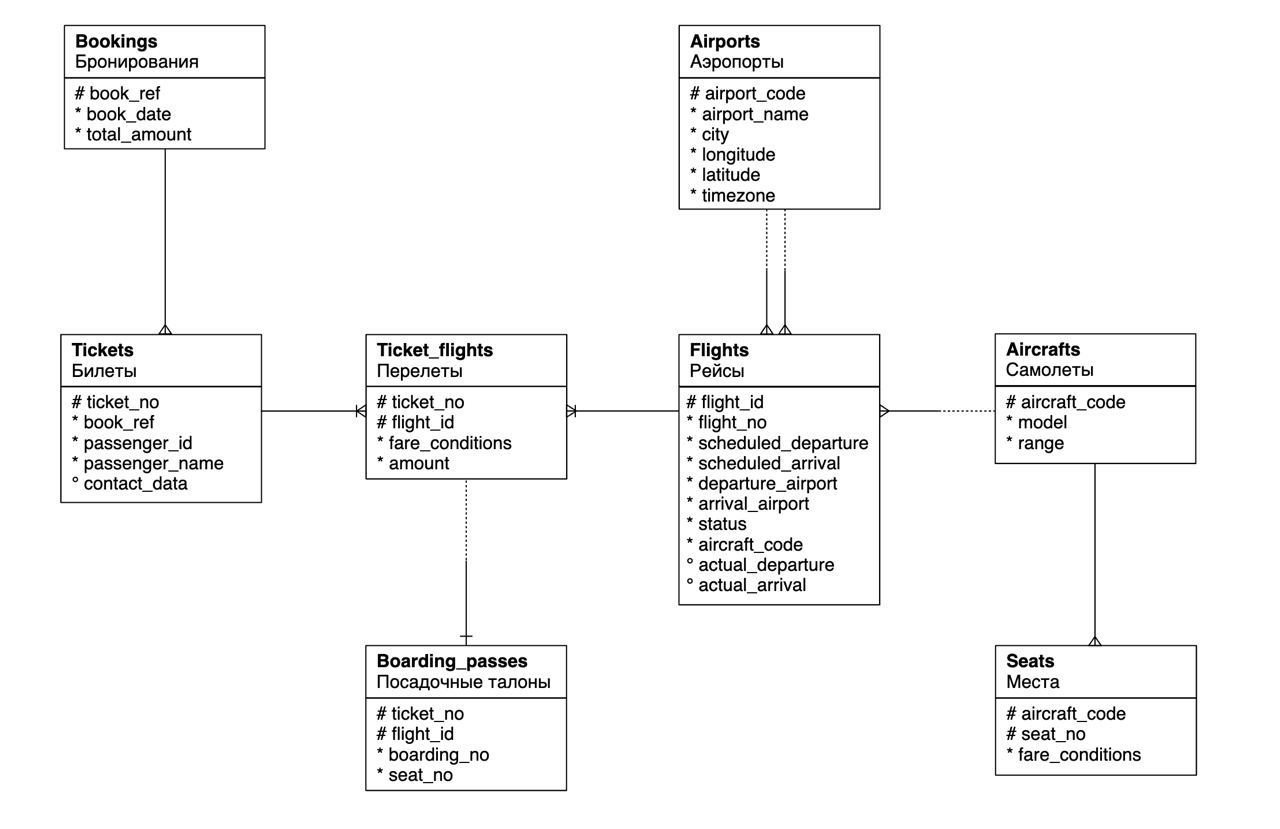 Bookings
Бронирования
# book_ref
* book_date
* total_amount
Airports
Аэропорты
# airport_code
* airport_name
* city
* longitude
* latitude
* timezone
Tickets
Билеты
# ticket_no
* book_ref
* passenger_id
* passenger_name
° contact_data
Ticket_flights
Перелеты
# ticket_no
# flight_id
* fare_conditions
* amount
Flights
Рейсы
# flight_id
* flight_no
* scheduled_departure
* scheduled_arrival
* departure_airport
* arrival_airport
* status
* aircraft_code
° actual_departure
° actual_arrival
Aircrafts
Самолеты
# aircraft_code
* model
* range
Boarding_passes
Посадочные талоны
# ticket_no
# flight_id
* boarding_no
* seat_no
Seats
Места
# aircraft_code
# seat_no
* fare_conditions